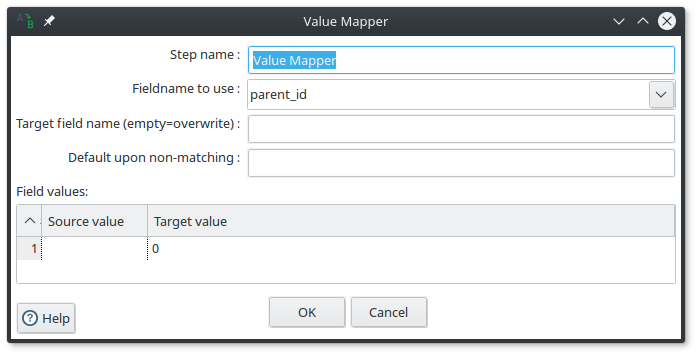 A B
Value Mapper
Step name : Value Mapper
Fieldname to use : parent_id
Target field name (empty=overwrite) :
Default upon non-matching :
Field values:
Source value Target value
1 0
Help OK Cancel